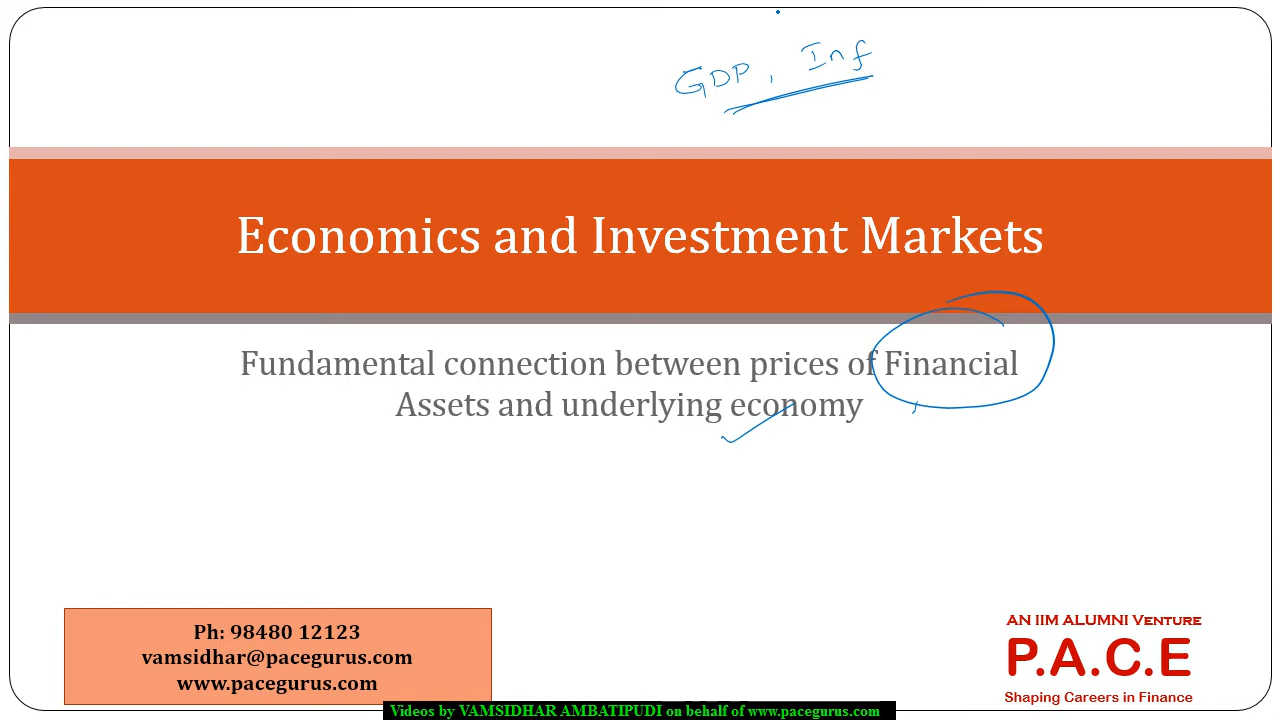 GDP, Inf
Economics and Investment Markets
Fundamental connection between prices of Financial
Assets and underlying economy
Ph: 98480 12123
vamsidhar@pacegurus.com
www.pacegurus.com
AN IIM ALUMNI VENTURE
P.A.C.E
Shaping Careers in Finance
Videos by VAMSIDHAR AMBATIPUDI on behalf of www.pacegurus.com